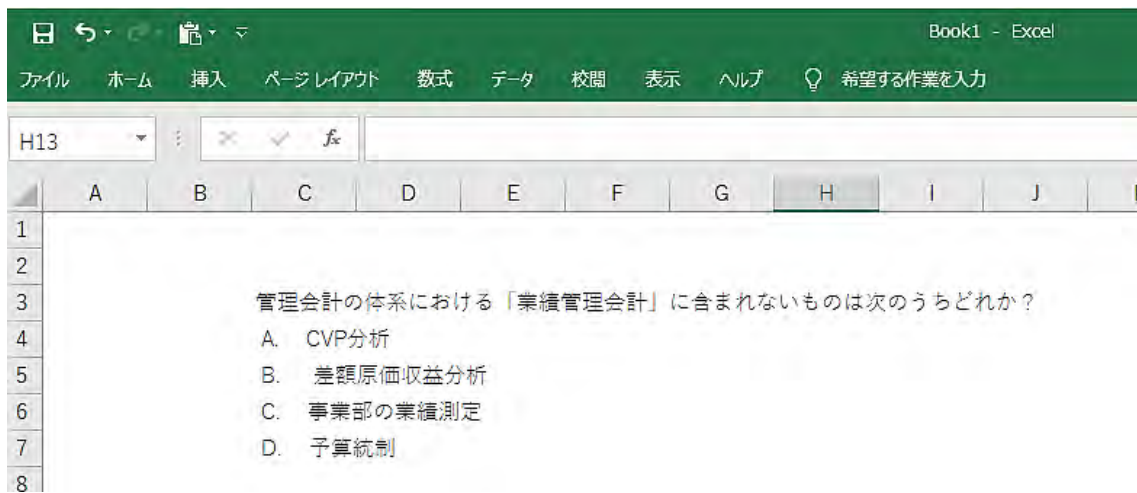 Book1 - Excel
ファイル ホーム 挿入 ページ レイアウト 数式 データ 校閲 表示 ヘルプ 希望する作業を入力
H13 fx
A B C D E F G H I J
1
2
3 管理会計の体系における「業績管理会計」に含まれないものは次のうちどれか？
4 A. CVP分析
5 B. 差額原価収益分析
6 C. 事業部の業績測定
7 D. 予算統制
8